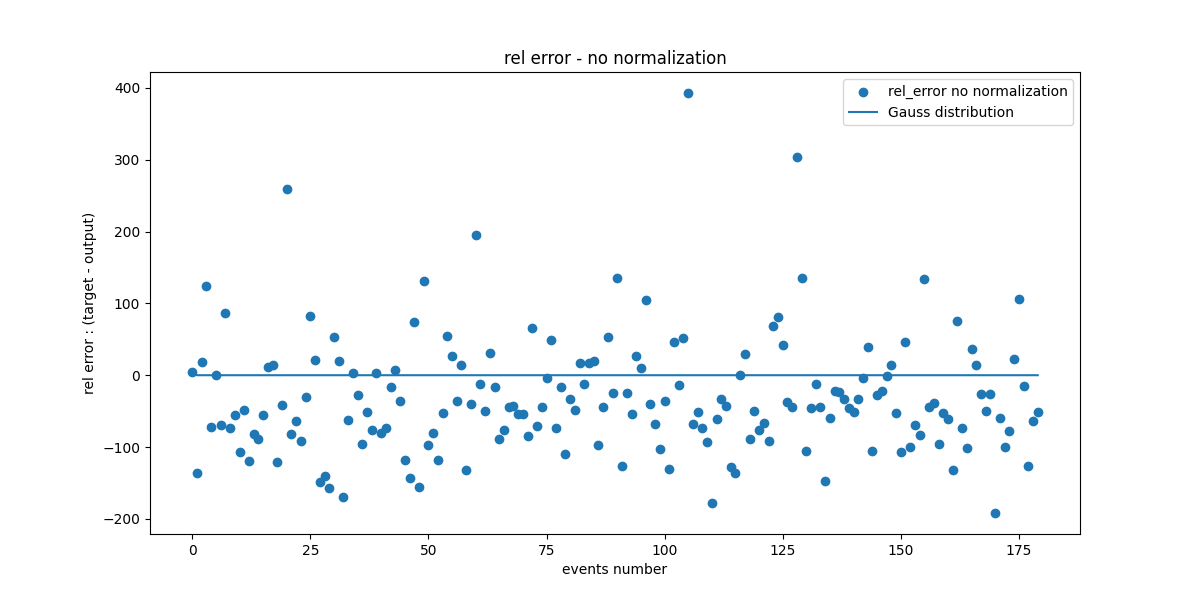 rel error - no normalization
rel_error no normalization
Gauss distribution
400
300
200
100
0
−100
−200
rel error : (target - output)
0 25 50 75 100 125 150 175
events number